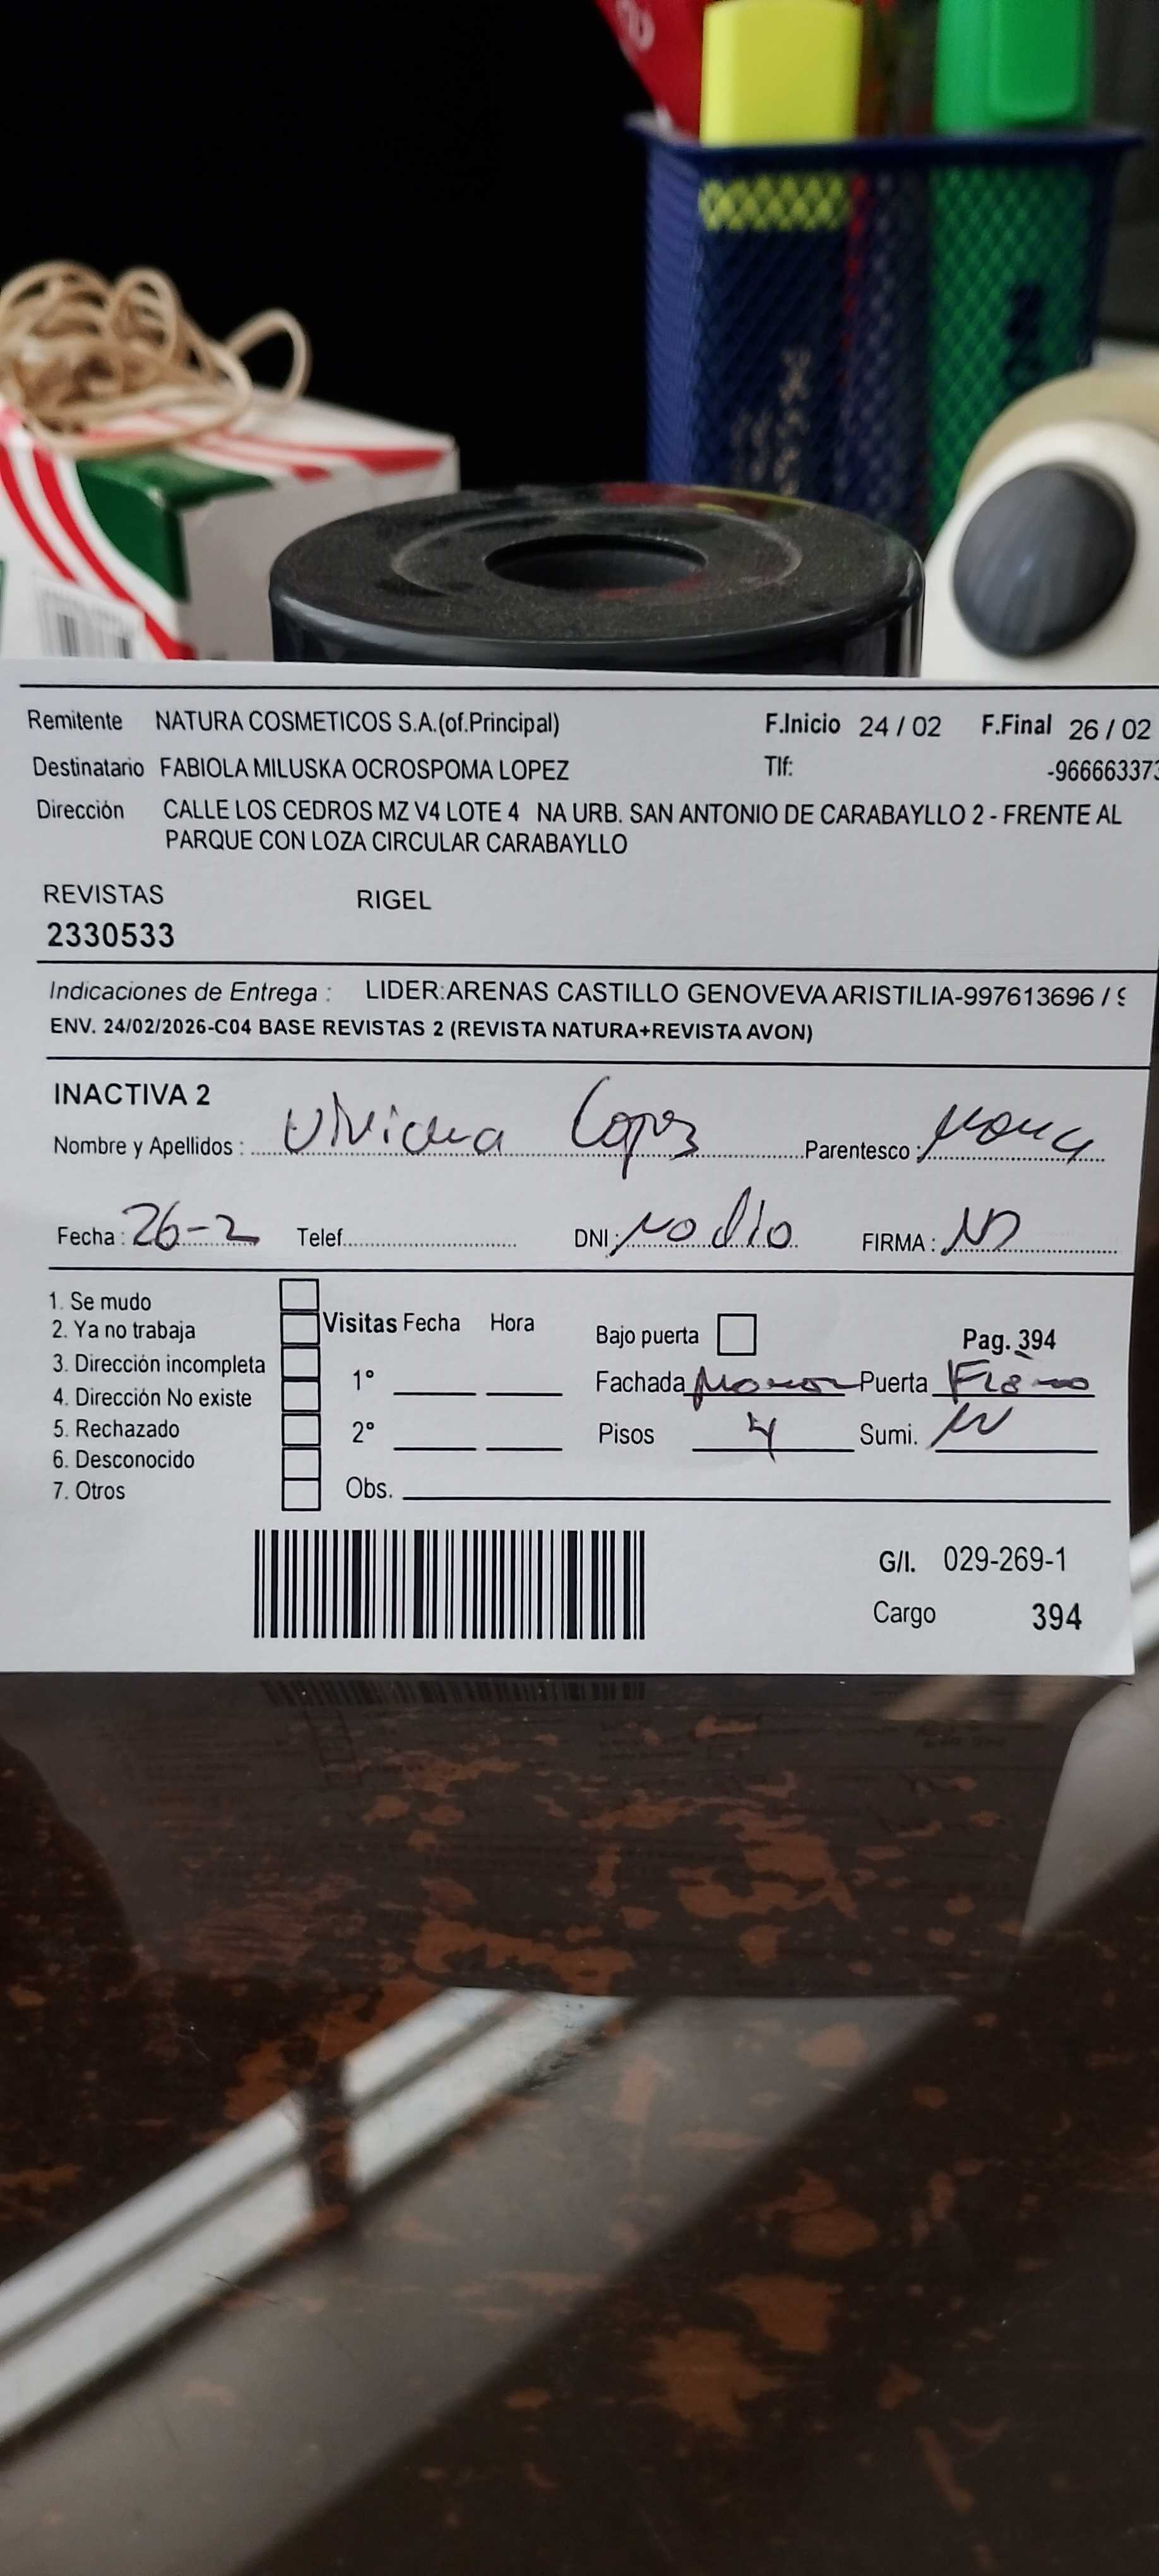 Remitente NATURA COSMETICOS S.A.(of.Principal) F.Inicio 24 / 02 F.Final 26 / 02
Destinatario FABIOLA MILUSKA OCROSPOMA LOPEZ Tlf: -966663373
Dirección CALLE LOS CEDROS MZ V4 LOTE 4 NA URB. SAN ANTONIO DE CARABAYLLO 2 - FRENTE AL
PARQUE CON LOZA CIRCULAR CARABAYLLO
REVISTAS RIGEL
2330533
Indicaciones de Entrega : LIDER:ARENAS CASTILLO GENOVEVA ARISTILIA-997613696 /
ENV. 24/02/2026-C04 BASE REVISTAS 2 (REVISTA NATURA+REVISTA AVON)
INACTIVA 2
Nombre y Apellidos : Viviana Lopez Parentesco :
Fecha : 26-2 Telef. DNI : No dio FIRMA :
1. Se mudo
2. Ya no trabaja Visitas Fecha Hora Bajo puerta Pag. 394
3. Dirección incompleta 1° Fachada Puerta Fierro
4. Dirección No existe
5. Rechazado 2° Pisos 4 Sumi.
6. Desconocido
7. Otros Obs.
G/I. 029-269-1
Cargo 394